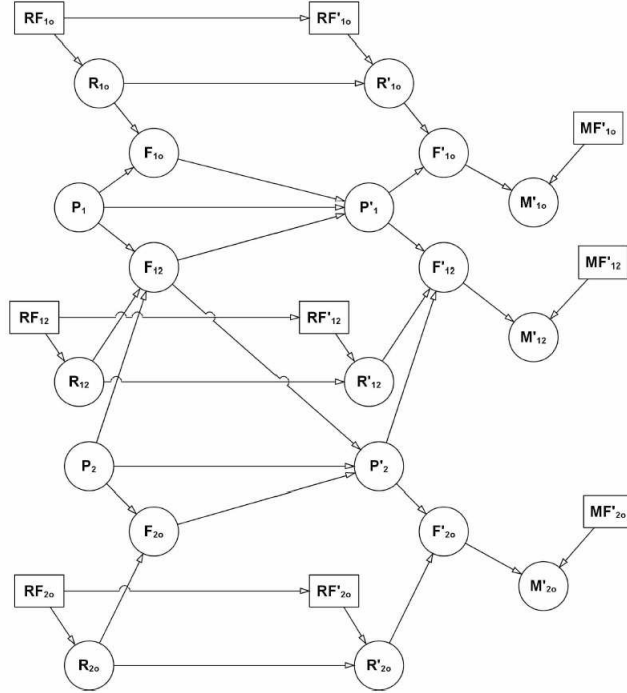 RF₁ₒ RF'₁ₒ
R₁ₒ R'₁ₒ
MF'₁ₒ
F₁ₒ F'₁ₒ
P₁ P'₁ M'₁ₒ
F₁₂ F'₁₂ MF'₁₂
RF₁₂ RF'₁₂
M'₁₂
R₁₂ R'₁₂
P₂ P'₂
MF'₂ₒ
F₂ₒ F'₂ₒ
RF₂ₒ RF'₂ₒ M'₂ₒ
R₂ₒ R'₂ₒ